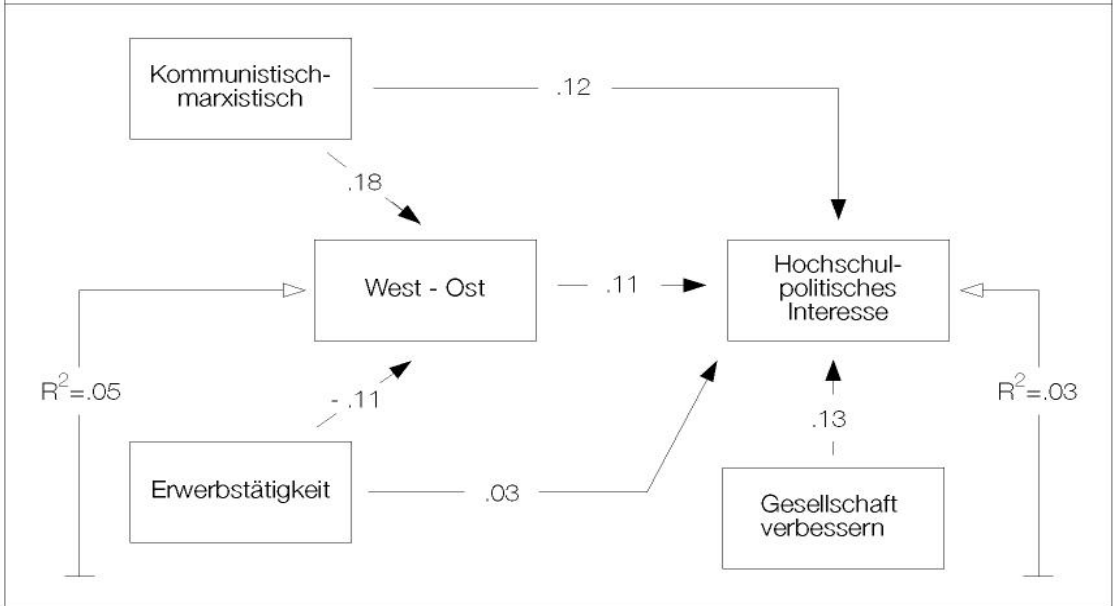 Kommunistisch-
marxistisch
.12
.18
West - Ost
.11
Hochschul-
politisches
Interesse
R²=.05
- .11
R²=.03
.13
Erwerbstätigkeit
.03
Gesellschaft
verbessern